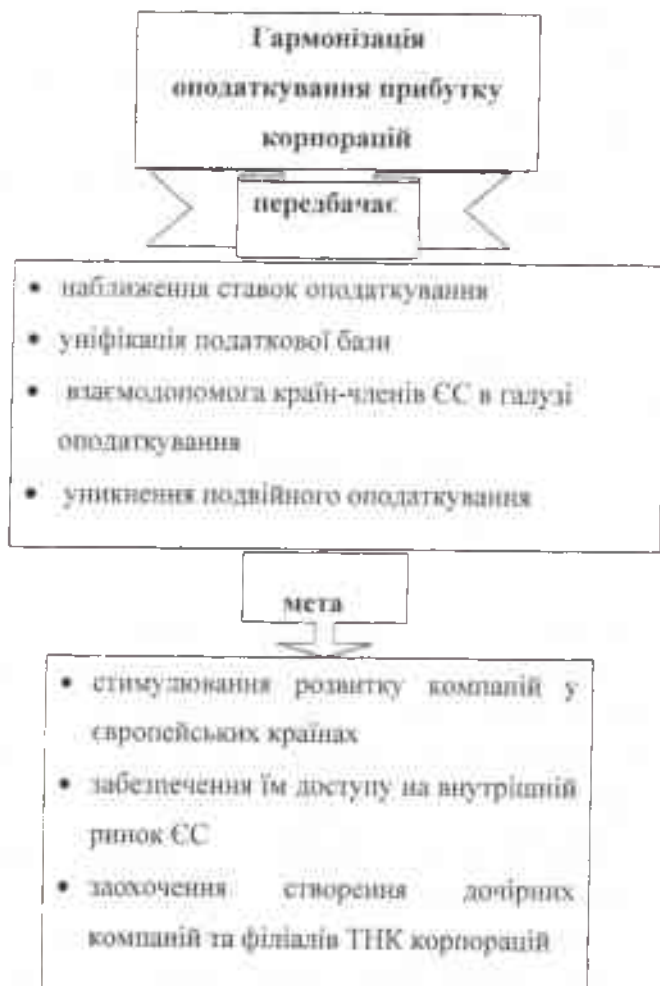 Гармонізація
оподаткування прибутку
корпорацій
передбачає
• наближення ставок оподаткування
• уніфікація податкової бази
• взаємодопомога країн-членів ЄС в галузі
оподаткування
• уникнення подвійного оподаткування
мета
• стимулювання розвитку компаній у
європейських країнах
• забезпечення їм доступу на внутрішній
ринок ЄС
• заохочення створення дочірних
компаній та філіалів ТНК корпорацій